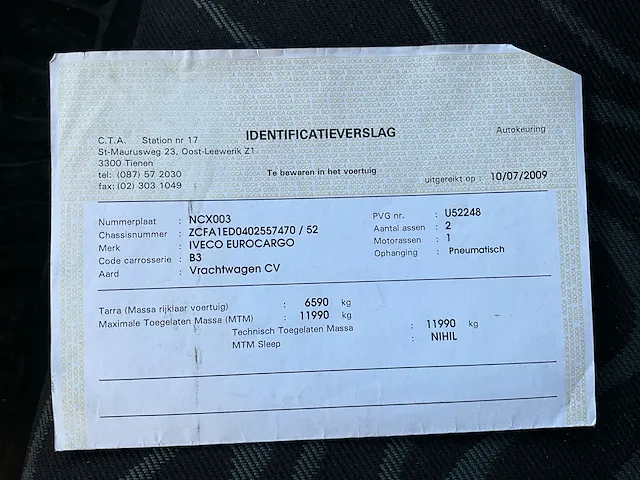 IDENTIFICATIEVERSLAG
Autokeuring
C.T.A. Station nr 17
St-Maurusweg 23, Oost-Leewerik Z1
3300 Tienen
tel: (087) 57 2030
fax: (02) 303 1049
Te bewaren in het voertuig
uitgereikt op : 10/07/2009
Nummerplaat : NCX003
Chassisnummer : ZCFA1ED0402557470 / 52
Merk : IVECO EUROCARGO
Code carrosserie : B3
Aard : Vrachtwagen CV
PVG nr. : U52248
Aantal assen : 2
Motorassen : 1
Ophanging : Pneumatisch
Tarra (Massa rijklaar voertuig) : 6590 kg
Maximale Toegelaten Massa (MTM) : 11990 kg
Technisch Toegelaten Massa : 11990 kg
MTM Sleep : NIHIL